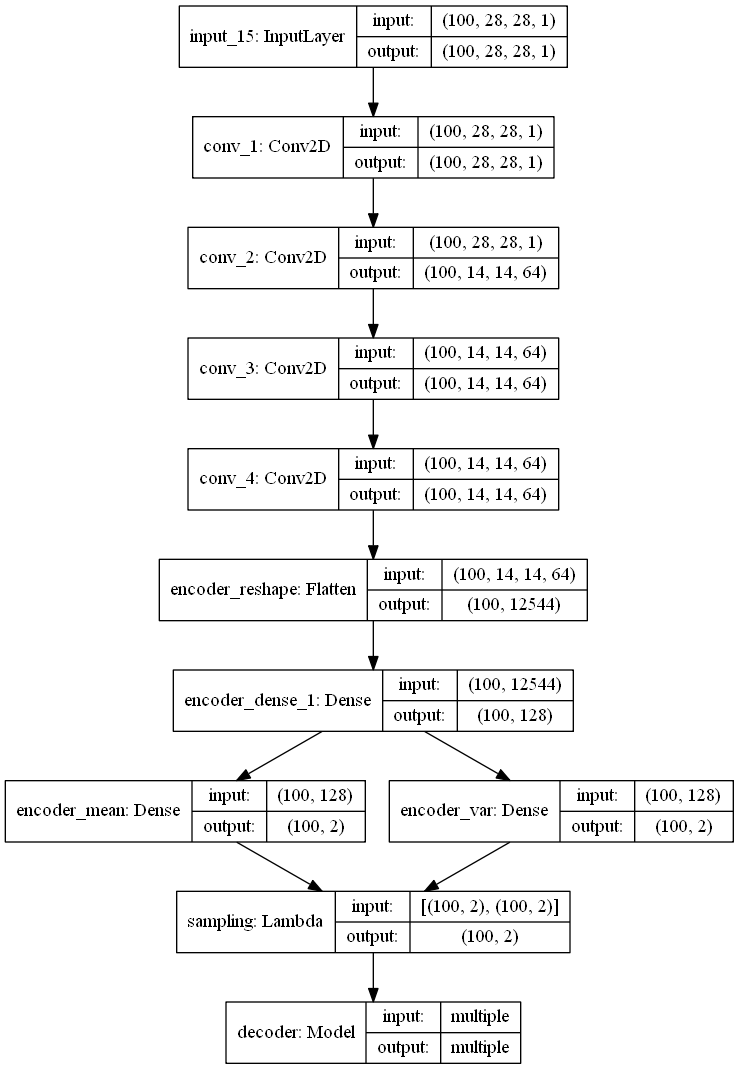 input_15: InputLayer input: (100, 28, 28, 1)
output: (100, 28, 28, 1)
conv_1: Conv2D input: (100, 28, 28, 1)
output: (100, 28, 28, 1)
conv_2: Conv2D input: (100, 28, 28, 1)
output: (100, 14, 14, 64)
conv_3: Conv2D input: (100, 14, 14, 64)
output: (100, 14, 14, 64)
conv_4: Conv2D input: (100, 14, 14, 64)
output: (100, 14, 14, 64)
encoder_reshape: Flatten input: (100, 14, 14, 64)
output: (100, 12544)
encoder_dense_1: Dense input: (100, 12544)
output: (100, 128)
encoder_mean: Dense input: (100, 128)
output: (100, 2)
encoder_var: Dense input: (100, 128)
output: (100, 2)
sampling: Lambda input: [(100, 2), (100, 2)]
output: (100, 2)
decoder: Model input: multiple
output: multiple